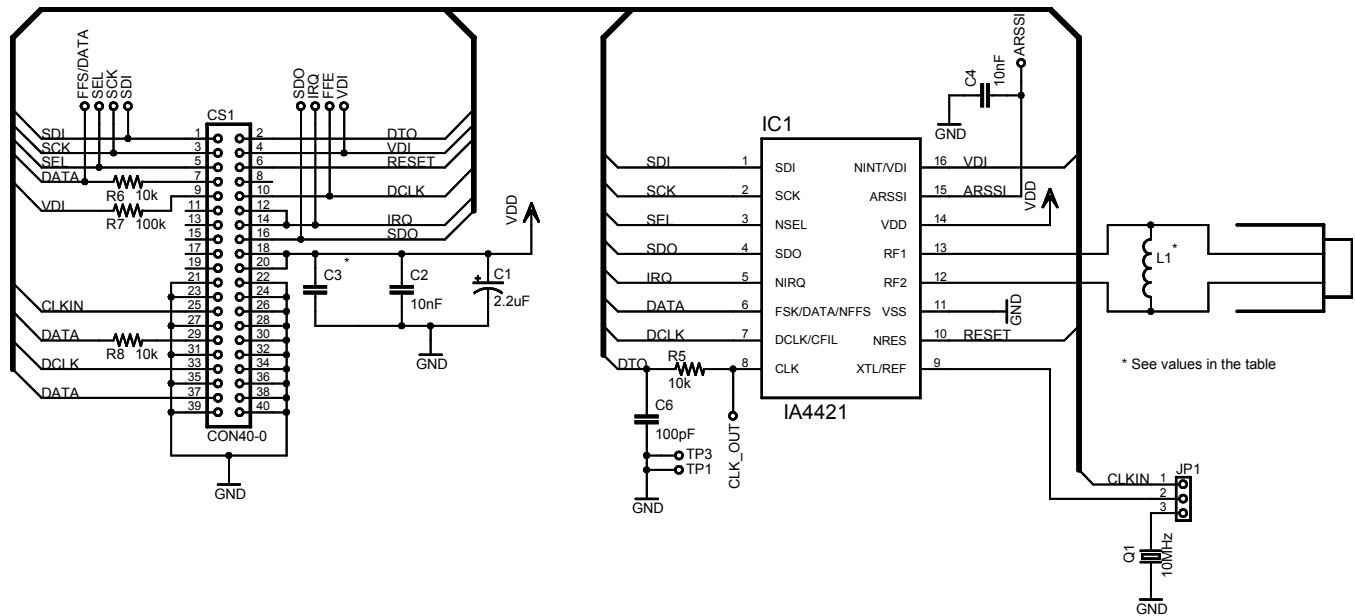 FFS/DATA
SEL
SCK
SDI
SDO
IRQ
FFE
VDI
CS1
SDI 1 2 DTO
SCK 3 4 VDI
SEL 5 6 RESET
DATA 7 8
R6 10k
VDI 9 10 DCLK
R7 100k
11 12
13 14 IRQ
15 16 SDO
17 18
19 20
21 22
23 24
CLKIN 25 26
27 28
DATA 29 30
R8 10k
31 32
DCLK 33 34
35 36
DATA 37 38
39 40
CON40-0
GND
VDD
C3 *
C2
10nF
+ C1
2.2uF
GND
ARSSI
C4
10nF
GND
IC1
SDI 1 SDI NINT/VDI 16 VDI
SCK 2 SCK ARSSI 15 ARSSI
SEL 3 NSEL VDD 14
VDD
SDO 4 SDO RF1 13
IRQ 5 NIRQ RF2 12
DATA 6 FSK/DATA/NFFS VSS 11
GND
DCLK 7 DCLK/CFIL NRES 10 RESET
DTO 8 CLK XTL/REF 9
R5
10k
IA4421
C6
100pF
TP3
TP1
GND
CLK_OUT
L1 *
* See values in the table
JP1
CLKIN 1
2
3
Q1
10MHz
GND